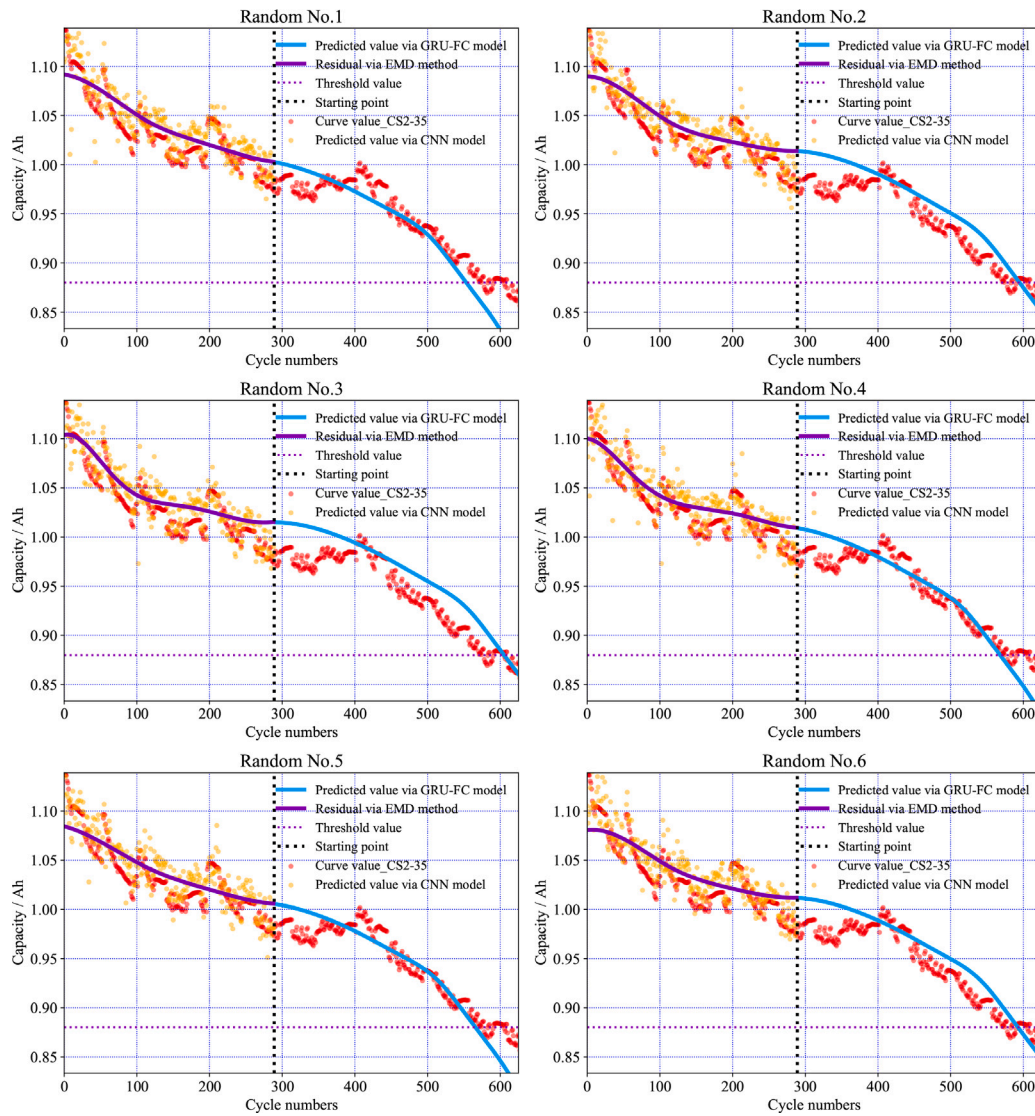 Random No.1
Predicted value via GRU-FC model
Residual via EMD method
Threshold value
Starting point
Curve value_CS2-35
Predicted value via CNN model
Capacity / Ah
1.10
1.05
1.00
0.95
0.90
0.85
0 100 200 300 400 500 600
Cycle numbers
Random No.2
Predicted value via GRU-FC model
Residual via EMD method
Threshold value
Starting point
Curve value_CS2-35
Predicted value via CNN model
Capacity / Ah
1.10
1.05
1.00
0.95
0.90
0.85
0 100 200 300 400 500 600
Cycle numbers
Random No.3
Predicted value via GRU-FC model
Residual via EMD method
Threshold value
Starting point
Curve value_CS2-35
Predicted value via CNN model
Capacity / Ah
1.10
1.05
1.00
0.95
0.90
0.85
0 100 200 300 400 500 600
Cycle numbers
Random No.4
Predicted value via GRU-FC model
Residual via EMD method
Threshold value
Starting point
Curve value_CS2-35
Predicted value via CNN model
Capacity / Ah
1.10
1.05
1.00
0.95
0.90
0.85
0 100 200 300 400 500 600
Cycle numbers
Random No.5
Predicted value via GRU-FC model
Residual via EMD method
Threshold value
Starting point
Curve value_CS2-35
Predicted value via CNN model
Capacity / Ah
1.10
1.05
1.00
0.95
0.90
0.85
0 100 200 300 400 500 600
Cycle numbers
Random No.6
Predicted value via GRU-FC model
Residual via EMD method
Threshold value
Starting point
Curve value_CS2-35
Predicted value via CNN model
Capacity / Ah
1.10
1.05
1.00
0.95
0.90
0.85
0 100 200 300 400 500 600
Cycle numbers